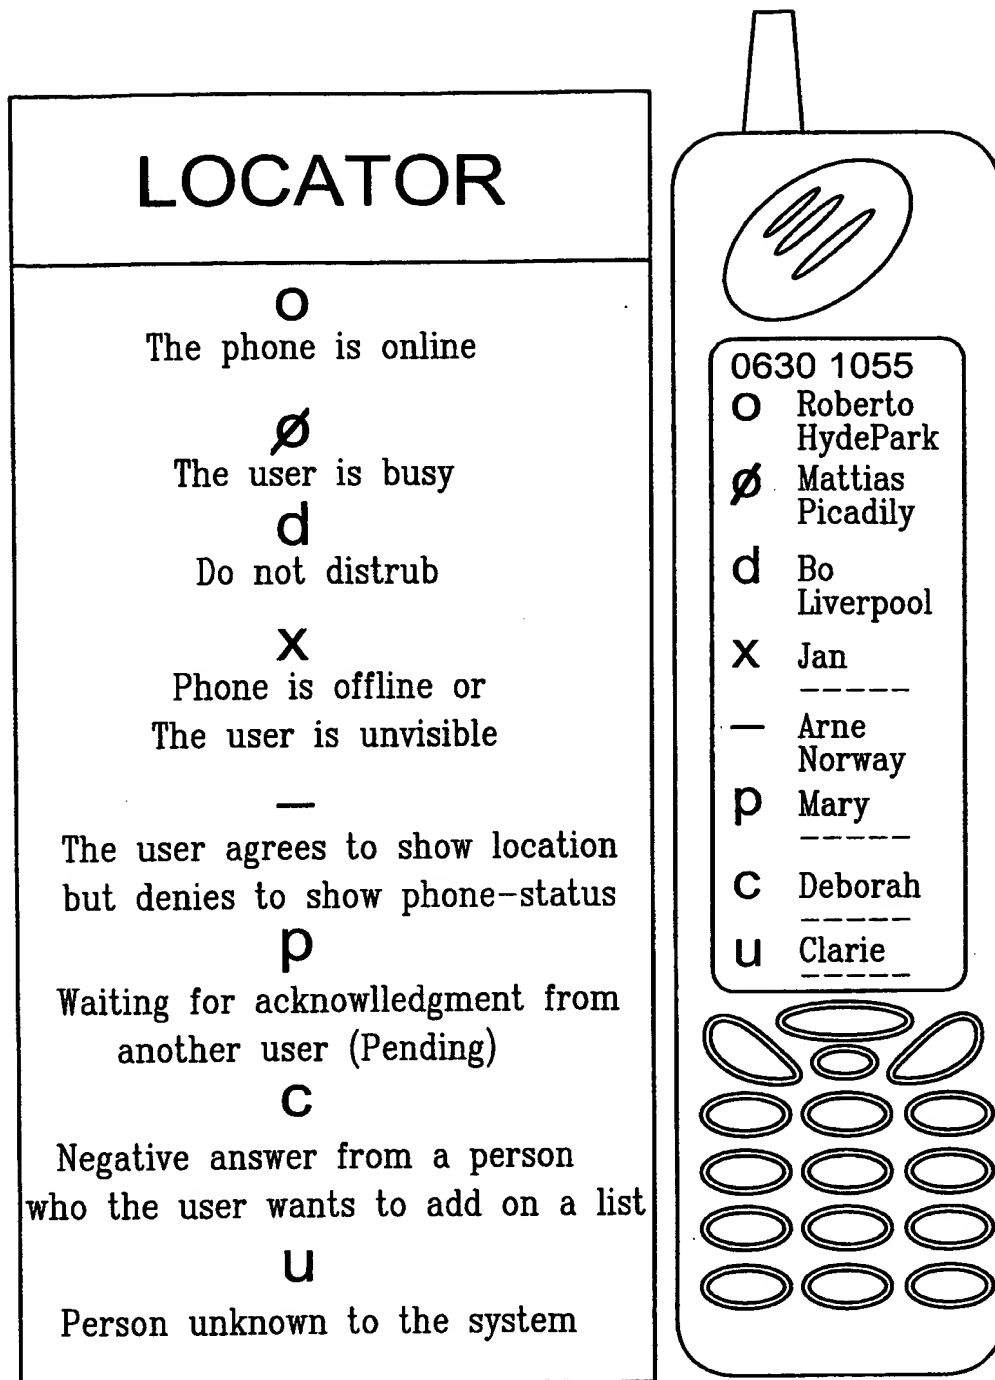 LOCATOR
o
The phone is online
ø
The user is busy
d
Do not distrub
x
Phone is offline or
The user is unvisible
—
The user agrees to show location
but denies to show phone-status
p
Waiting for acknowlledgment from
another user (Pending)
c
Negative answer from a person
who the user wants to add on a list
u
Person unknown to the system
0630 1055
o Roberto
HydePark
ø Mattias
Picadily
d Bo
Liverpool
x Jan
-----
— Arne
Norway
p Mary
-----
c Deborah
-----
u Clarie
-----